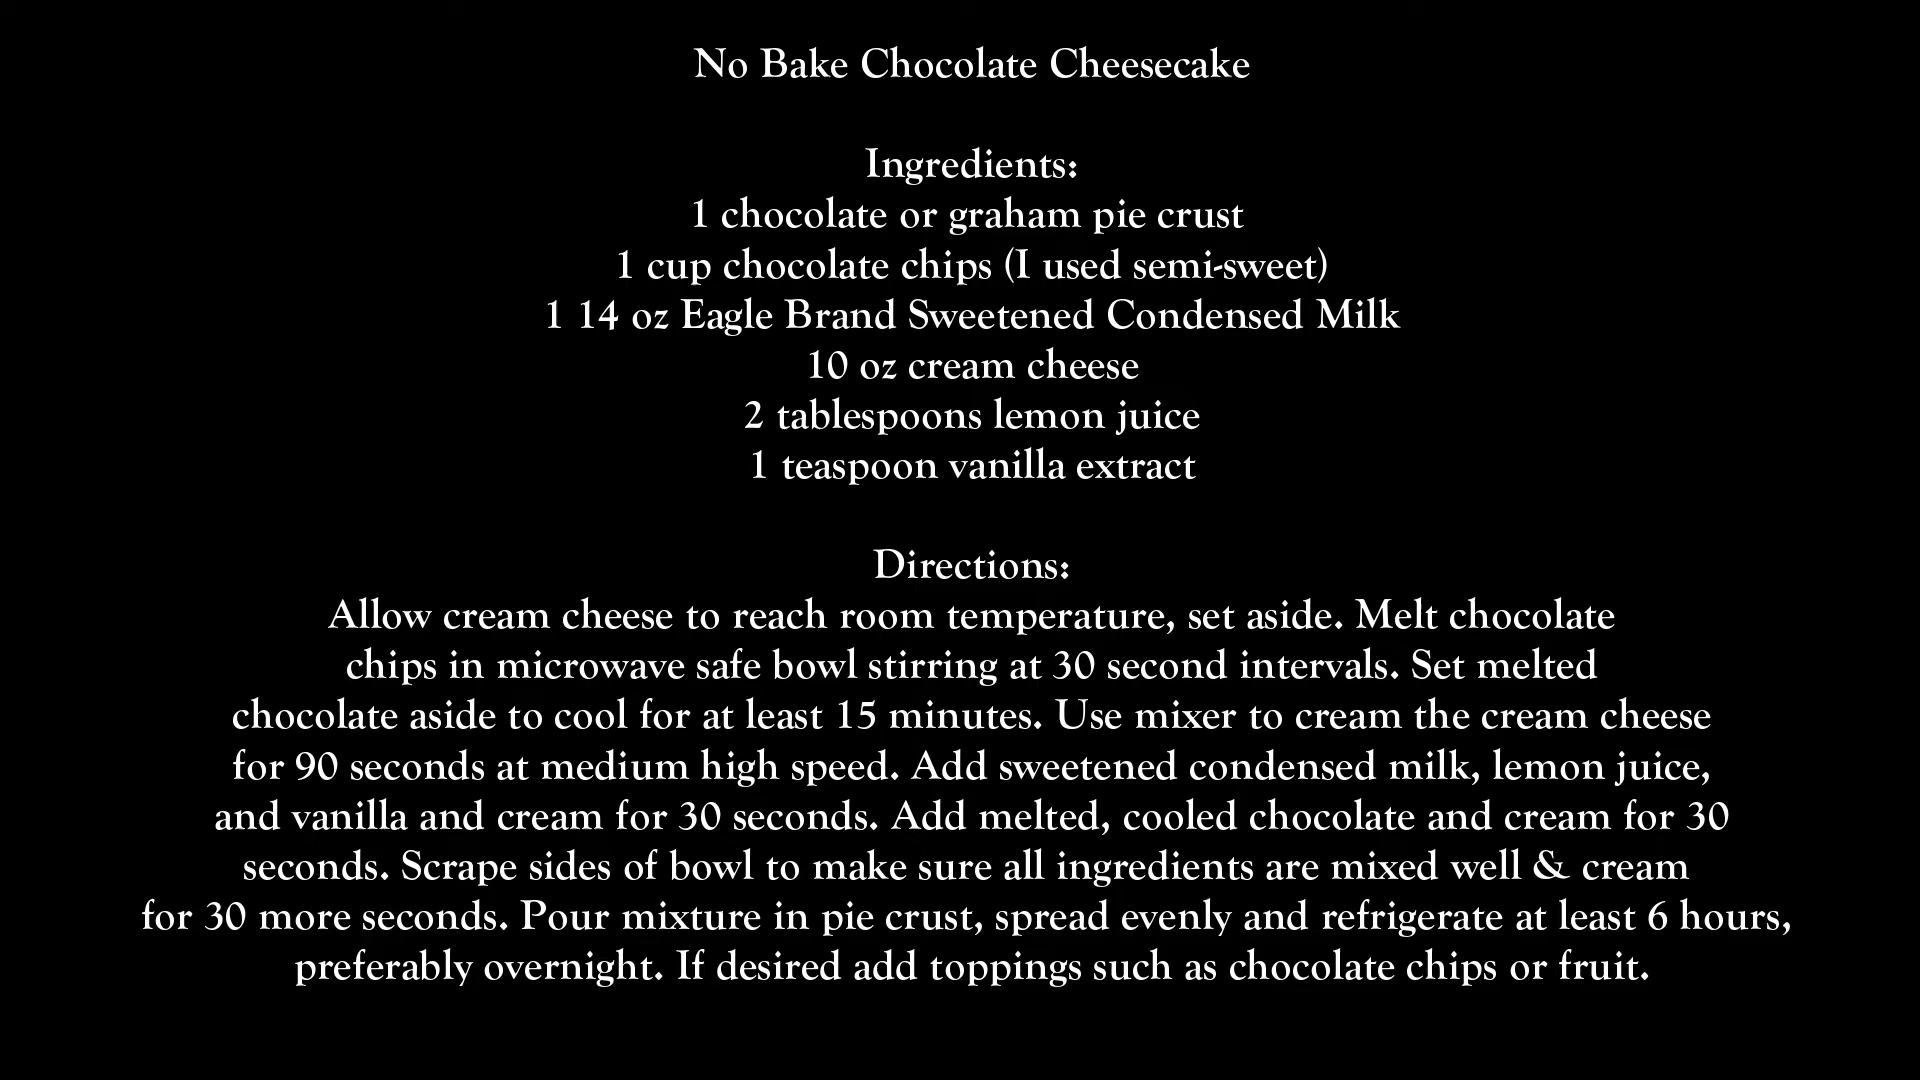 No Bake Chocolate Cheesecake
Ingredients:
1 chocolate or graham pie crust
1 cup chocolate chips (I used semi-sweet)
1 14 oz Eagle Brand Sweetened Condensed Milk
10 oz cream cheese
2 tablespoons lemon juice
1 teaspoon vanilla extract
Directions:
Allow cream cheese to reach room temperature, set aside. Melt chocolate
chips in microwave safe bowl stirring at 30 second intervals. Set melted
chocolate aside to cool for at least 15 minutes. Use mixer to cream the cream cheese
for 90 seconds at medium high speed. Add sweetened condensed milk, lemon juice,
and vanilla and cream for 30 seconds. Add melted, cooled chocolate and cream for 30
seconds. Scrape sides of bowl to make sure all ingredients are mixed well & cream
for 30 more seconds. Pour mixture in pie crust, spread evenly and refrigerate at least 6 hours,
preferably overnight. If desired add toppings such as chocolate chips or fruit.